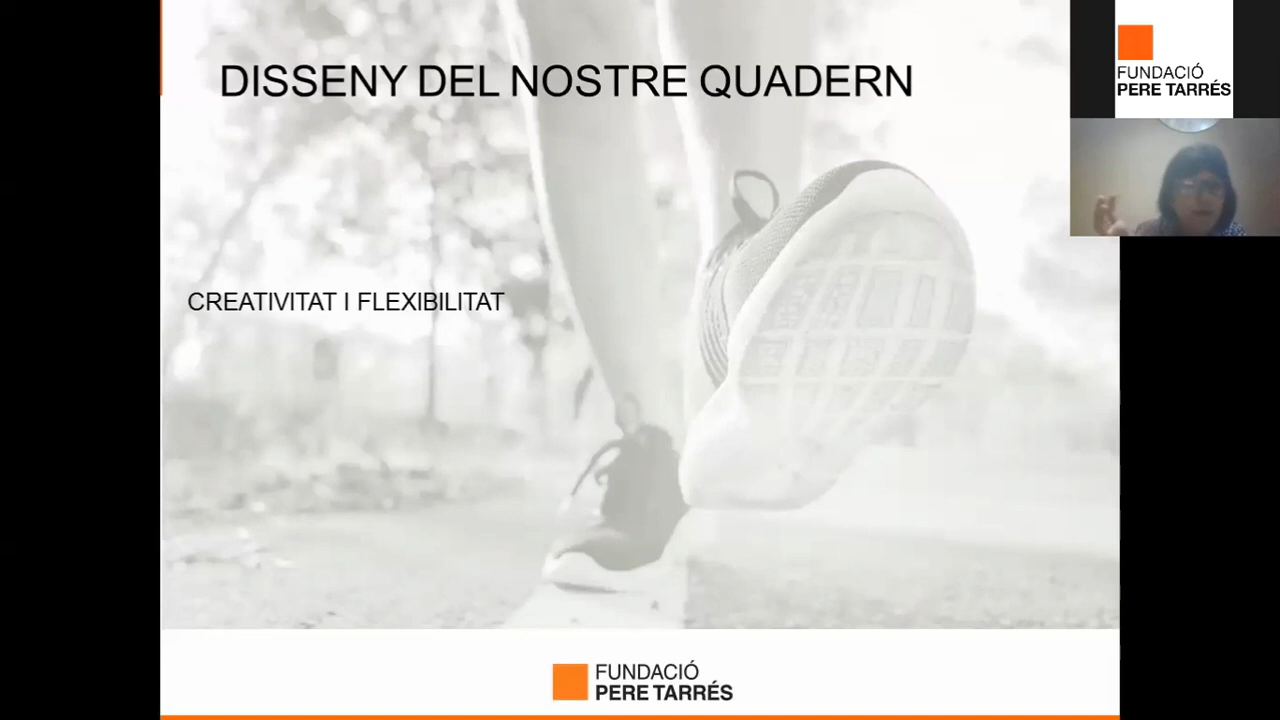 DISSENY DEL NOSTRE QUADERN
FUNDACIÓ
PERE TARRÉS
CREATIVITAT I FLEXIBILITAT
FUNDACIÓ
PERE TARRÉS